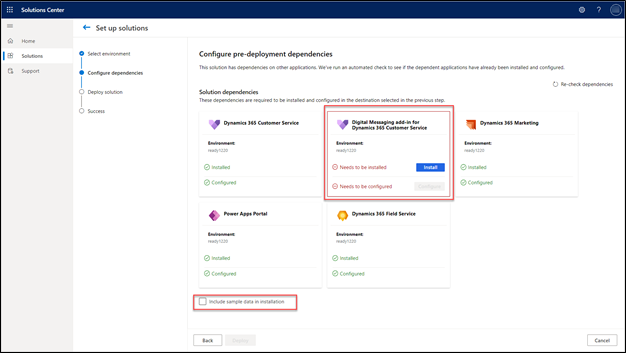 Solutions Center
?
Set up solutions
Home
Solutions
Support
Select environment
Configure dependencies
Deploy solution
Success
Configure pre-deployment dependencies
This solution has dependencies on other applications. We've run an automated check to see if the dependent applications have already been installed and configured.
Re-check dependencies
Solution dependencies
These dependencies are required to be installed and configured in the destination selected in the previous step.
Dynamics 365 Customer Service
Environment:
ready1220
Installed
Configured
Digital Messaging add-in for
Dynamics 365 Customer Service
Environment:
ready1220
Needs to be installed
Install
Needs to be configured
Configure
Dynamics 365 Marketing
Environment:
ready1220
Installed
Configured
Power Apps Portal
Environment:
ready1220
Installed
Configured
Dynamics 365 Field Service
Environment:
ready1220
Installed
Configured
Include sample data in installation
Back
Deploy
Cancel